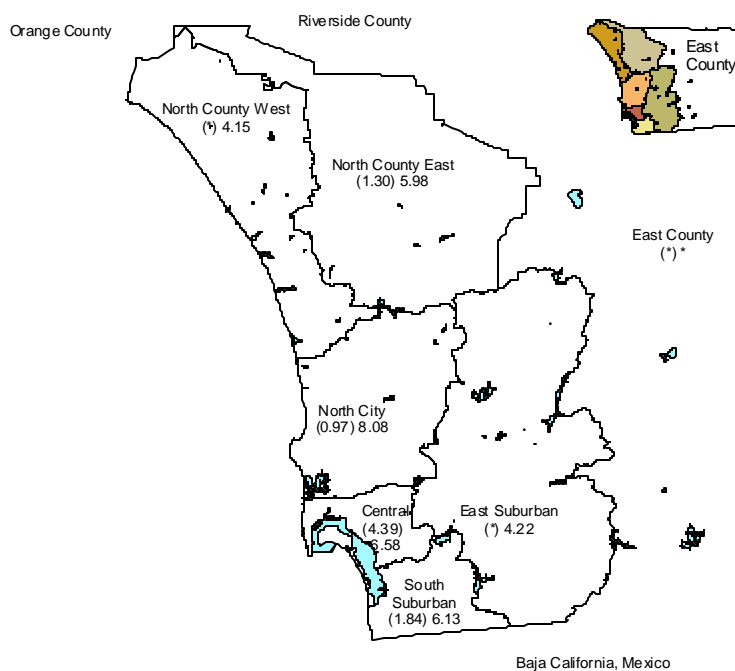 Riverside County
Orange County
East
County
North County West
(*) 4.15
North County East
(1.30) 5.98
East County
(*) *
North City
(0.97) 8.08
Central
(4.39)
6.58
East Suburban
(*) 4.22
South
Suburban
(1.84) 6.13
Baja California, Mexico